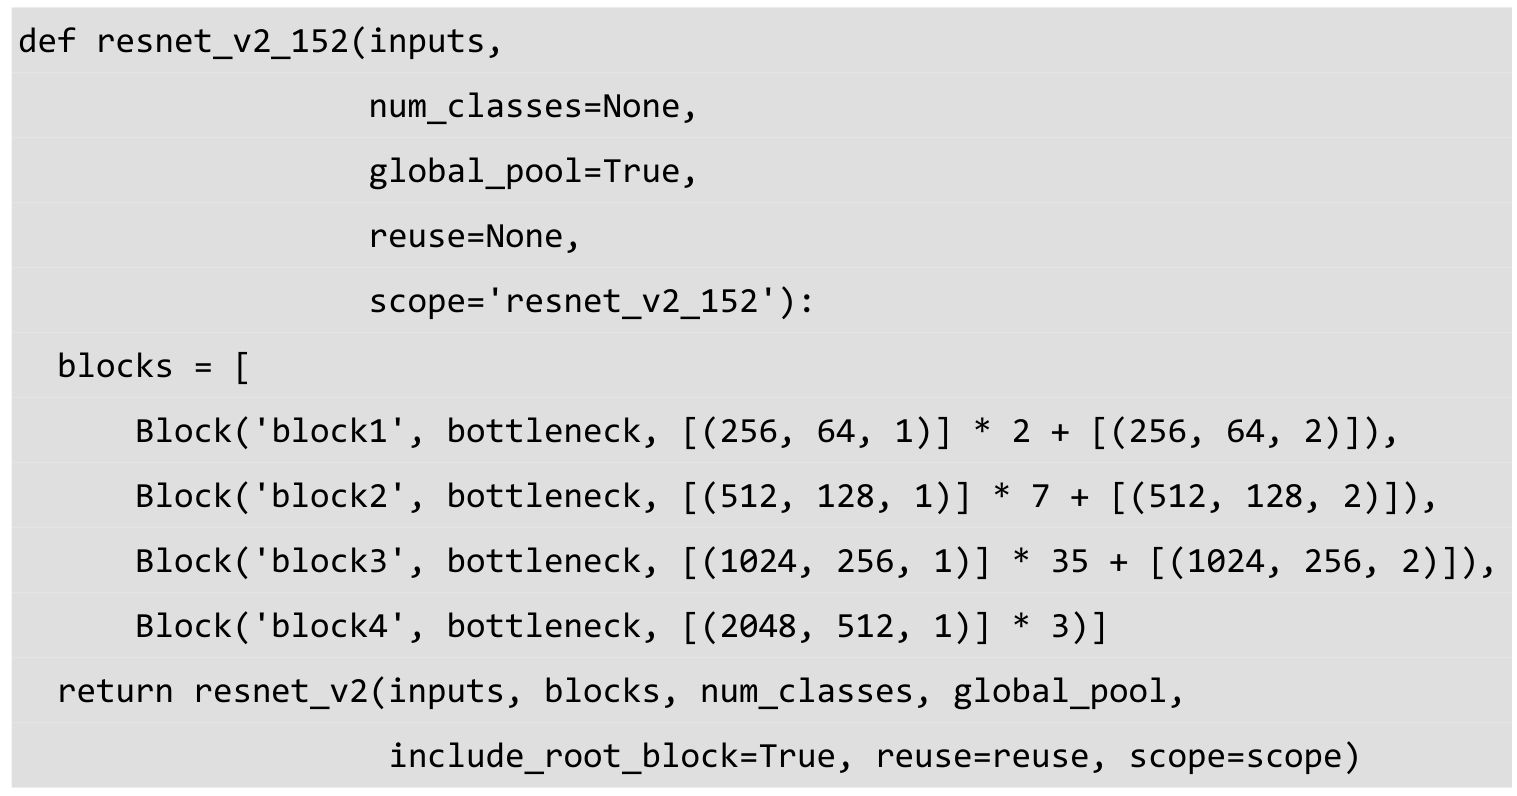 def resnet_v2_152(inputs,
                  num_classes=None,
                  global_pool=True,
                  reuse=None,
                  scope='resnet_v2_152'):
  blocks = [
      Block('block1', bottleneck, [(256, 64, 1)] * 2 + [(256, 64, 2)]),
      Block('block2', bottleneck, [(512, 128, 1)] * 7 + [(512, 128, 2)]),
      Block('block3', bottleneck, [(1024, 256, 1)] * 35 + [(1024, 256, 2)]),
      Block('block4', bottleneck, [(2048, 512, 1)] * 3)]
  return resnet_v2(inputs, blocks, num_classes, global_pool,
                   include_root_block=True, reuse=reuse, scope=scope)